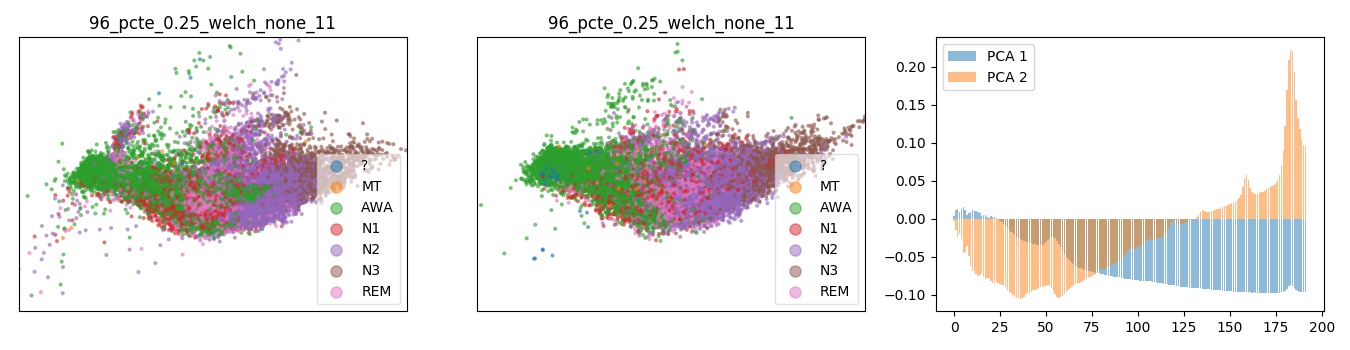 96_pcte_0.25_welch_none_11
?
MT
AWA
N1
N2
N3
REM
96_pcte_0.25_welch_none_11
?
MT
AWA
N1
N2
N3
REM
PCA 1
PCA 2
0.20
0.15
0.10
0.05
0.00
−0.05
−0.10
0 25 50 75 100 125 150 175 200